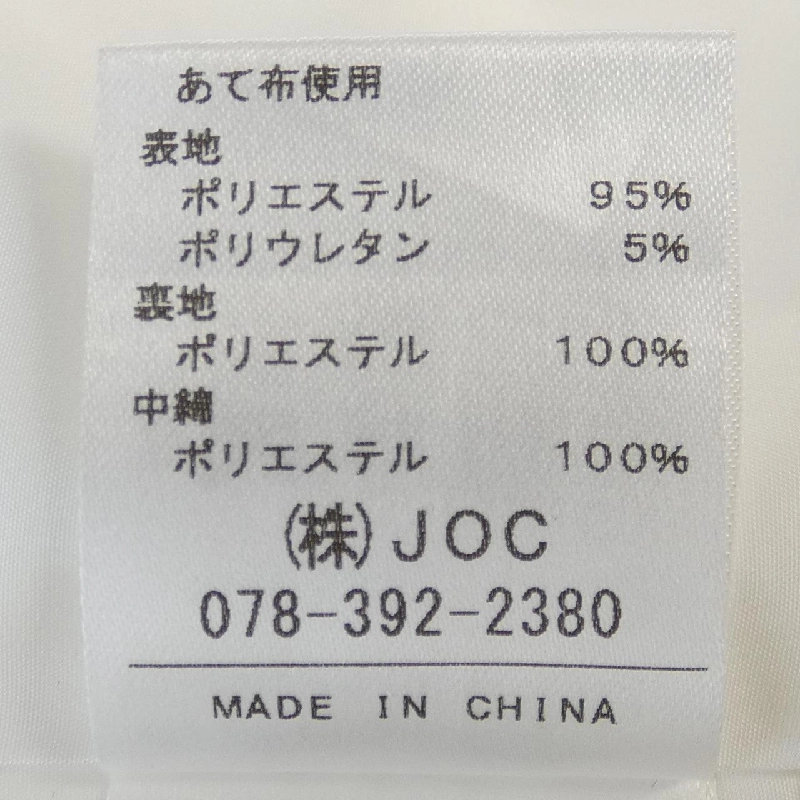 あて布使用
表地
ポリエステル 95%
ポリウレタン 5%
裏地
ポリエステル 100%
中綿
ポリエステル 100%
㈱JOC
078-392-2380
MADE IN CHINA